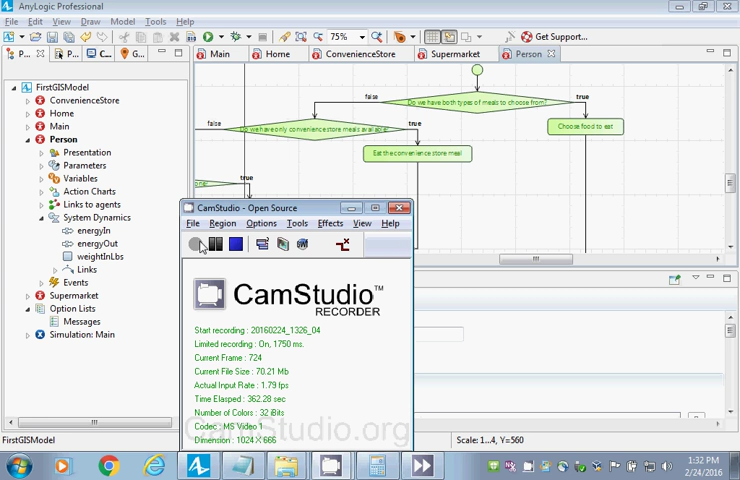 AnyLogic Professional
File Edit View Draw Model Tools Help
75% Get Support...
P... P... C... G...
Main Home ConvenienceStore Supermarket Person
FirstGISModel
ConvenienceStore
Home
Main
Person
Presentation
Parameters
Variables
Action Charts
Links to agents
System Dynamics
energyIn
energyOut
weightInLbs
Links
Events
Supermarket
Option Lists
Messages
Simulation: Main
false Do we have both types of meals to choose from? true
false Do we have only convenience store meals available? true
Choose food to eat
Eat the convenience store meal
true
CamStudio - Open Source
File Region Options Tools Effects View Help
CamStudio™
RECORDER
Start recording : 20160224_1326_04
Limited recording : On, 1750 ms.
Current Frame : 724
Current File Size : 70.21 Mb
Actual Input Rate : 1.79 fps
Time Elasped : 362.28 sec
Number of Colors : 32 iBits
Codec : MS Video 1
Dimension : 1024 X 666
CamStudio.org
FirstGISModel
Scale: 1...4, Y=560
1:32 PM
2/24/2016